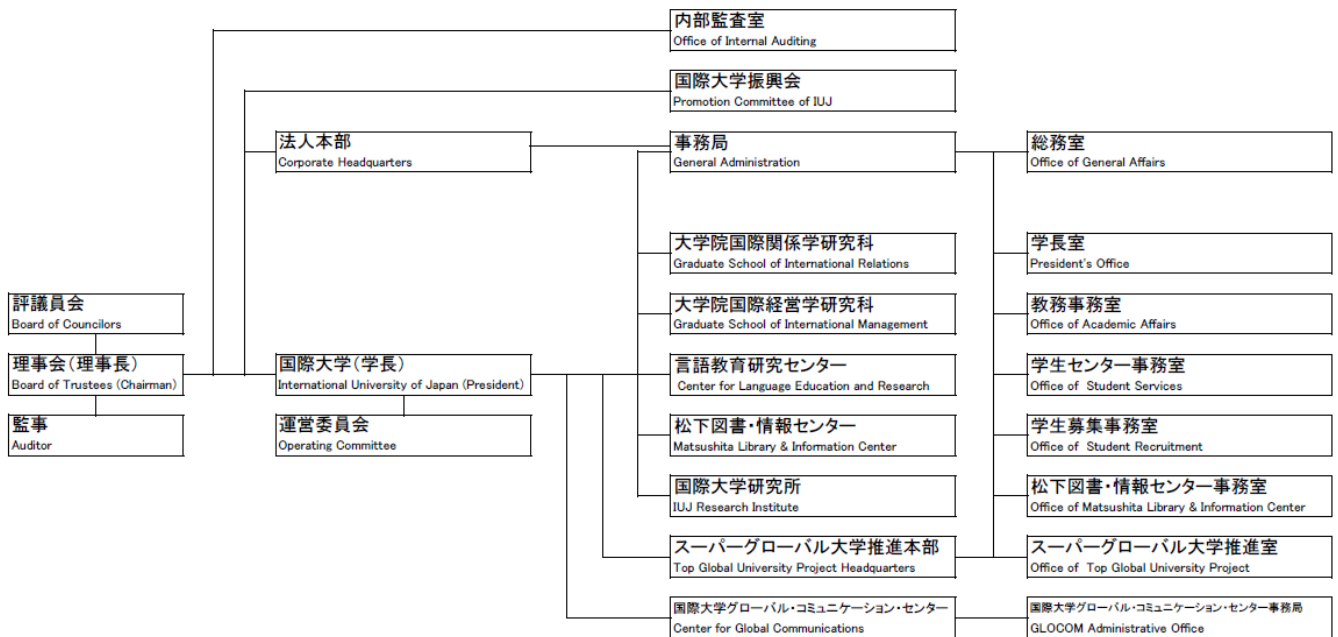 内部監査室
Office of Internal Auditing
国際大学振興会
Promotion Committee of IUJ
法人本部
Corporate Headquarters
事務局
General Administration
総務室
Office of General Affairs
大学院国際関係学研究科
Graduate School of International Relations
学長室
President's Office
評議員会
Board of Councilors
大学院国際経営学研究科
Graduate School of International Management
教務事務室
Office of Academic Affairs
理事会(理事長)
Board of Trustees (Chairman)
国際大学(学長)
International University of Japan (President)
言語教育研究センター
Center for Language Education and Research
学生センター事務室
Office of Student Services
監事
Auditor
運営委員会
Operating Committee
松下図書・情報センター
Matsushita Library & Information Center
学生募集事務室
Office of Student Recruitment
国際大学研究所
IUJ Research Institute
松下図書・情報センター事務室
Office of Matsushita Library & Information Center
スーパーグローバル大学推進本部
Top Global University Project Headquarters
スーパーグローバル大学推進室
Office of Top Global University Project
国際大学グローバル・コミュニケーション・センター
Center for Global Communications
国際大学グローバル・コミュニケーション・センター事務局
GLOCOM Administrative Office